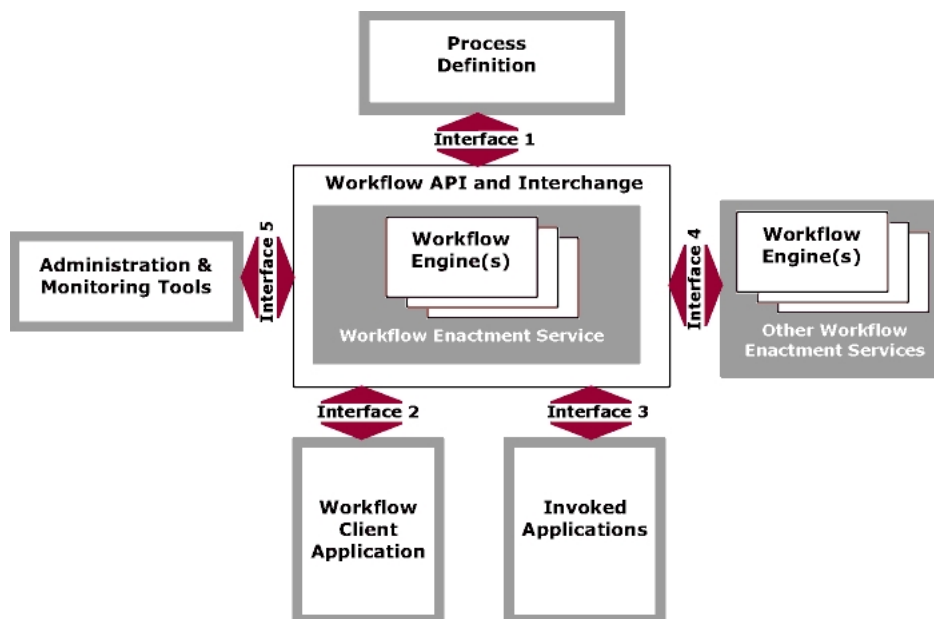 Process
Definition
Interface 1
Workflow API and Interchange
Workflow
Engine(s)
Workflow Enactment Service
Interface 5
Administration &
Monitoring Tools
Interface 4
Workflow
Engine(s)
Other Workflow
Enactment Services
Interface 2
Interface 3
Workflow
Client
Application
Invoked
Applications